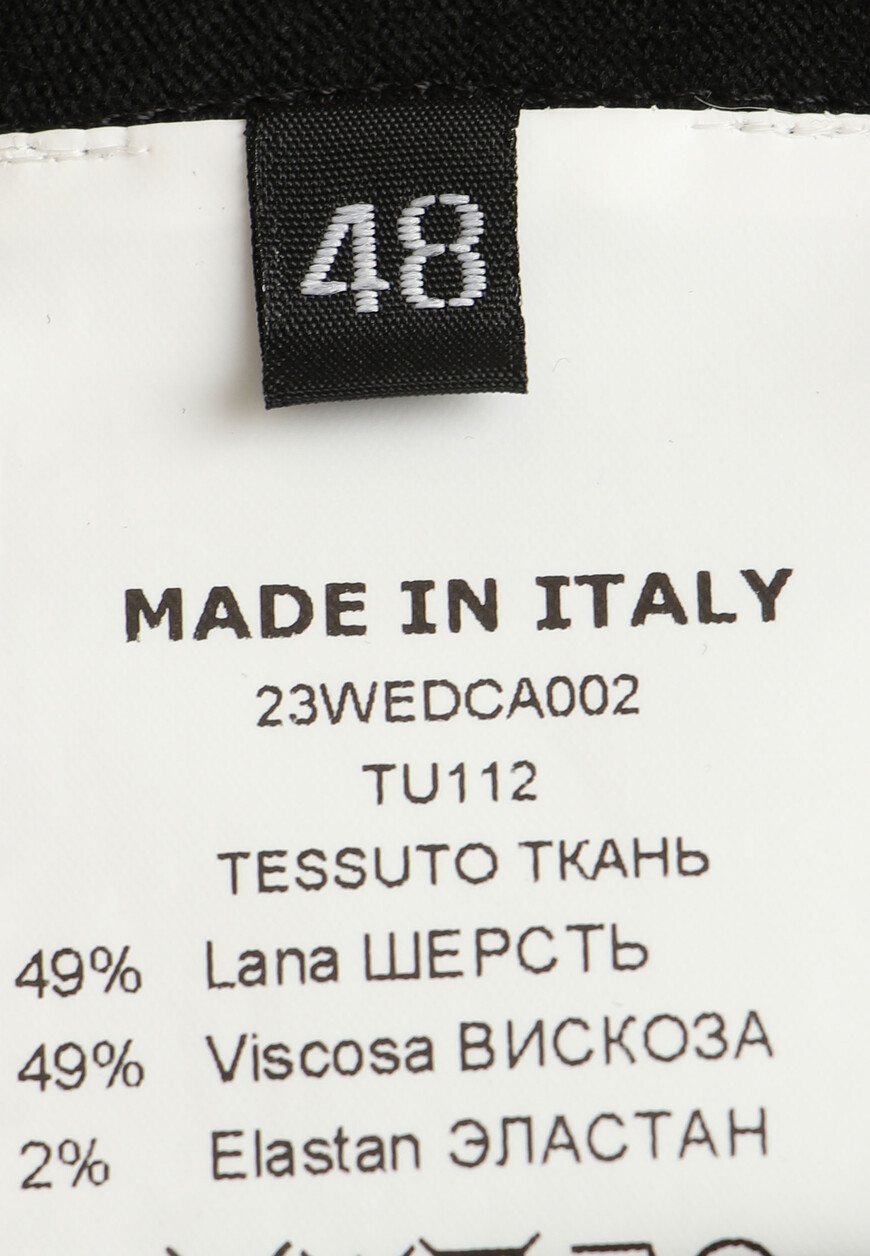 48
MADE IN ITALY
23WEDCA002
TU112
TESSUTO ТКАНЬ
49% Lana ШЕРСТЬ
49% Viscosa ВИСКОЗА
2% Elastan ЭЛАСТАН